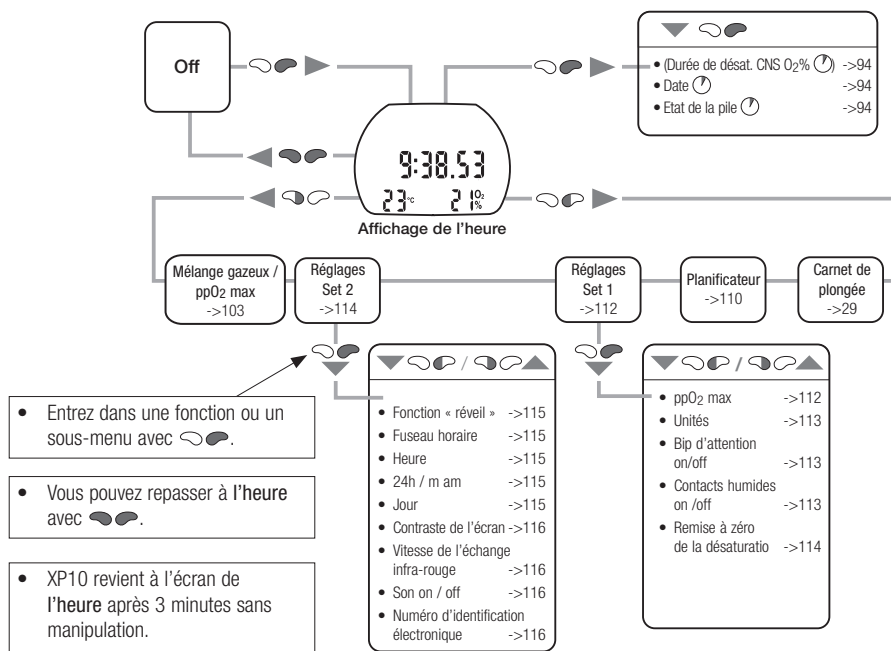 Off
• (Durée de désat. CNS O2% ) ->94
• Date ->94
• Etat de la pile ->94
9:38.53
23°C 21% O2
Affichage de l'heure
Mélange gazeux /
ppO2 max
->103
Réglages
Set 2
->114
Réglages
Set 1
->112
Planificateur
->110
Carnet de
plongée
->29
/
• Fonction « réveil » ->115
• Fuseau horaire ->115
• Heure ->115
• 24h / m am ->115
• Jour ->115
• Contraste de l'écran ->116
• Vitesse de l'échange
infra-rouge ->116
• Son on / off ->116
• Numéro d'identification
électronique ->116
/
• ppO2 max ->112
• Unités ->113
• Bip d'attention
on/off ->113
• Contacts humides
on /off ->113
• Remise à zéro
de la désaturatio ->114
• Entrez dans une fonction ou un
sous-menu avec .
• Vous pouvez repasser à l'heure
avec .
• XP10 revient à l'écran de
l'heure après 3 minutes sans
manipulation.